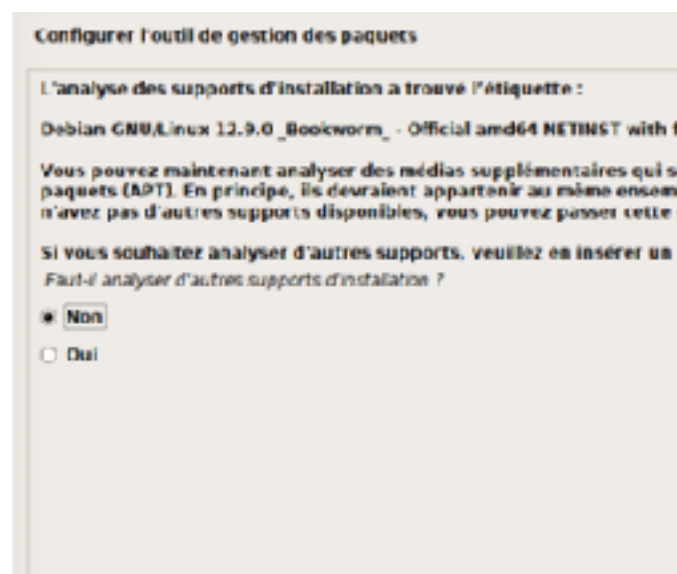 Configurer l'outil de gestion des paquets
L'analyse des supports d'installation a trouvé l'étiquette :
Debian GNU/Linux 12.9.0 _Bookworm_ - Official amd64 NETINST with f
Vous pouvez maintenant analyser des médias supplémentaires qui s
paquets (APT). En principe, ils devraient appartenir au même ensem
n'avez pas d'autres supports disponibles, vous pouvez passer cette
Si vous souhaitez analyser d'autres supports, veuillez en insérer un
Faut-il analyser d'autres supports d'installation ?
Non
Oui